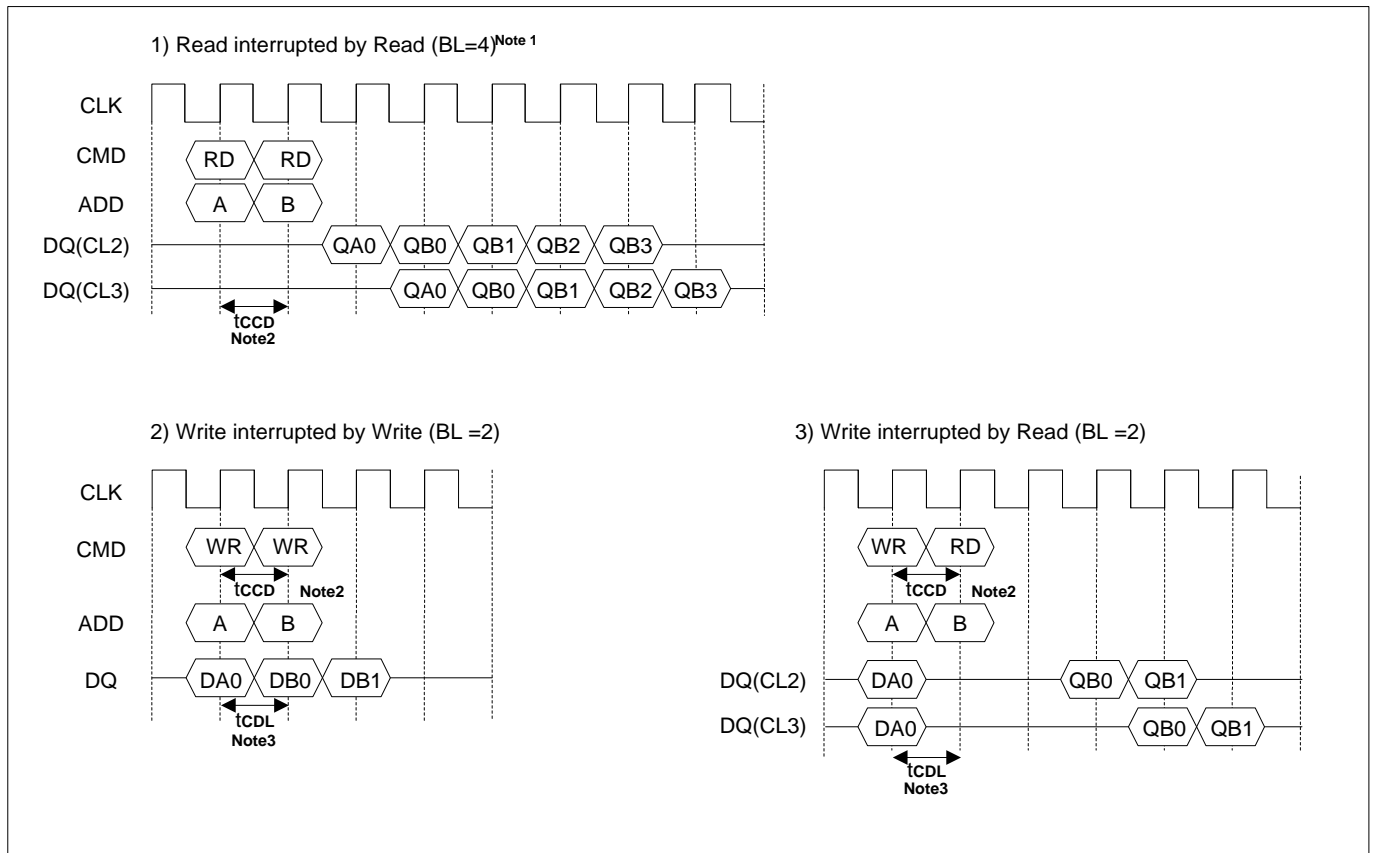 1) Read interrupted by Read (BL=4)Note 1
CLK
CMD RD RD
ADD A B
DQ(CL2) QA0 QB0 QB1 QB2 QB3
DQ(CL3) QA0 QB0 QB1 QB2 QB3
tCCD
Note2
2) Write interrupted by Write (BL =2)
CLK
CMD WR WR
tCCD Note2
ADD A B
DQ DA0 DB0 DB1
tCDL
Note3
3) Write interrupted by Read (BL =2)
WR RD
tCCD Note2
A B
DQ(CL2) DA0 QB0 QB1
DQ(CL3) DA0 QB0 QB1
tCDL
Note3